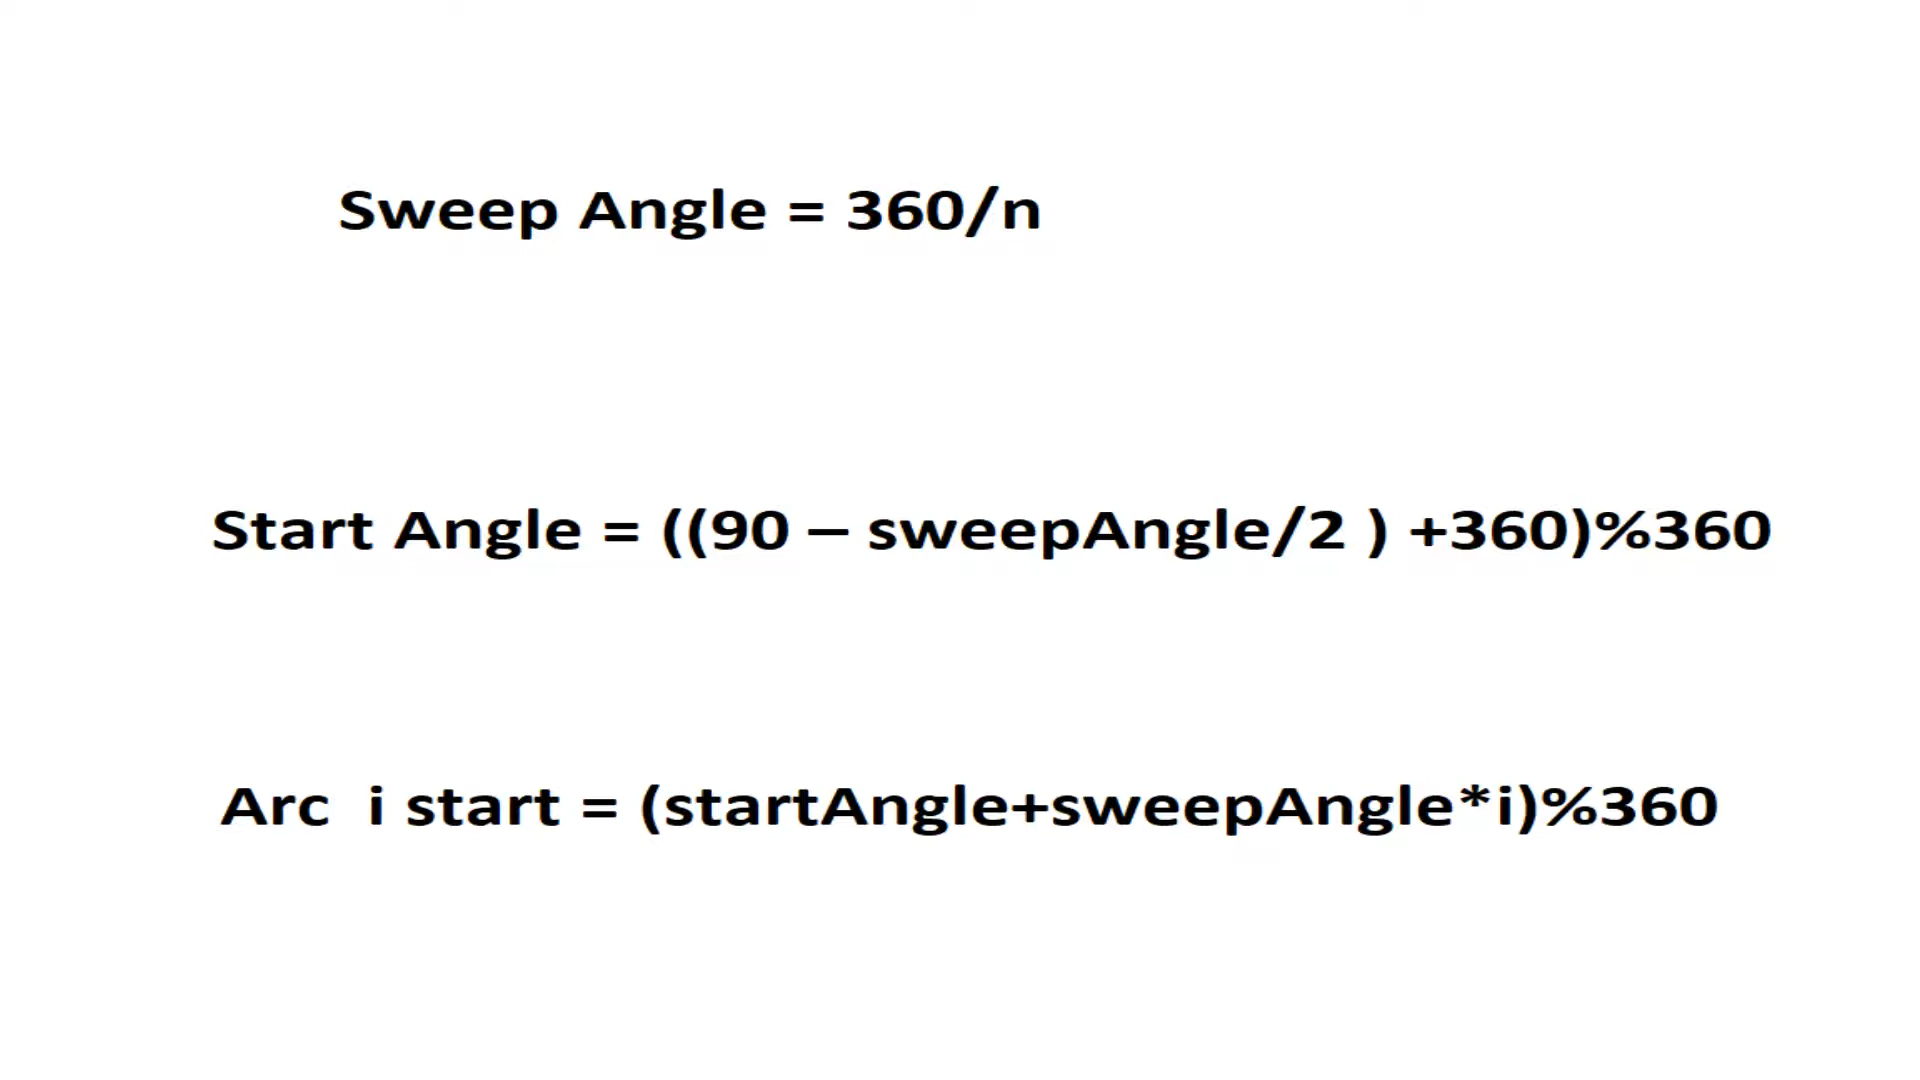 Sweep Angle = 360/n
Start Angle = ((90 – sweepAngle/2 ) +360)%360
Arc  i start = (startAngle+sweepAngle*i)%360